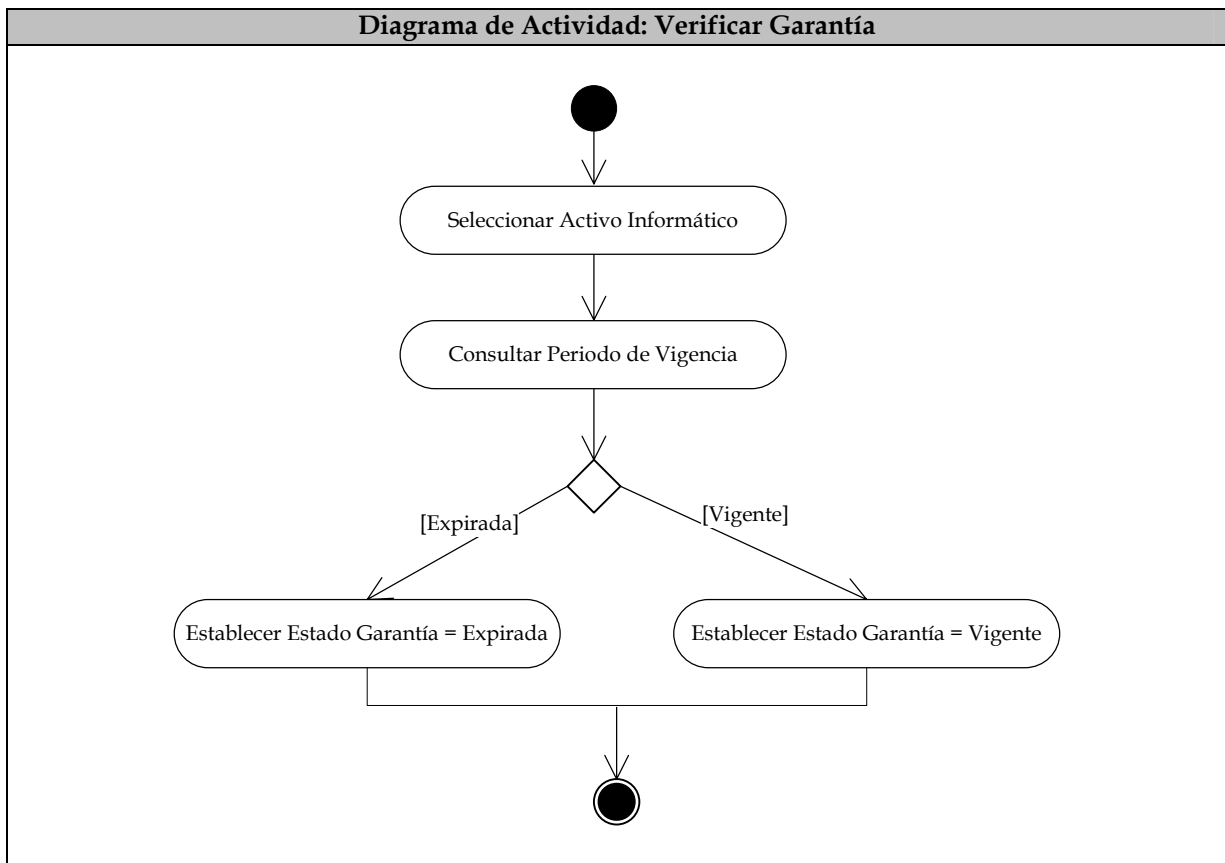 Diagrama de Actividad: Verificar Garantía
Seleccionar Activo Informático
Consultar Periodo de Vigencia
[Expirada]
[Vigente]
Establecer Estado Garantía = Expirada
Establecer Estado Garantía = Vigente